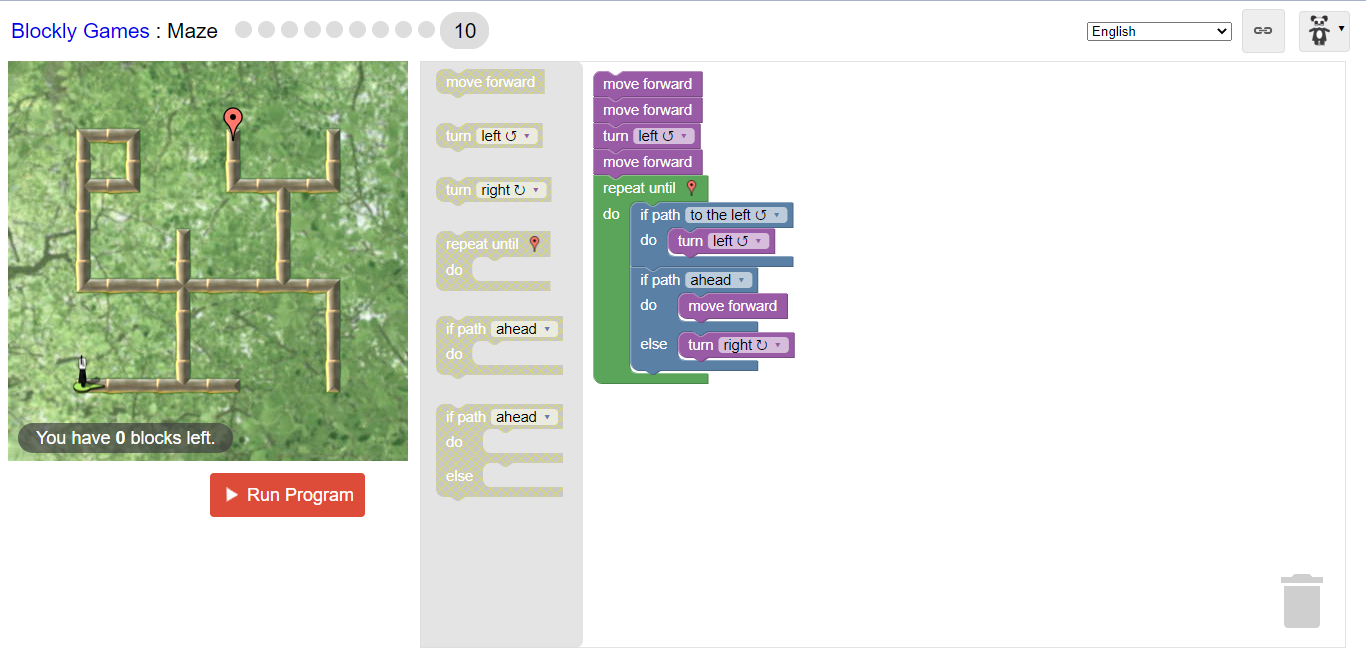 Blockly Games : Maze 10 English
You have 0 blocks left.
Run Program
move forward
turn left ↺ ▾
turn right ↻ ▾
repeat until
do
if path ahead ▾
do
if path ahead ▾
do
else
move forward
move forward
turn left ↺ ▾
move forward
repeat until
do if path to the left ↺ ▾
do turn left ↺ ▾
if path ahead ▾
do move forward
else turn right ↻ ▾